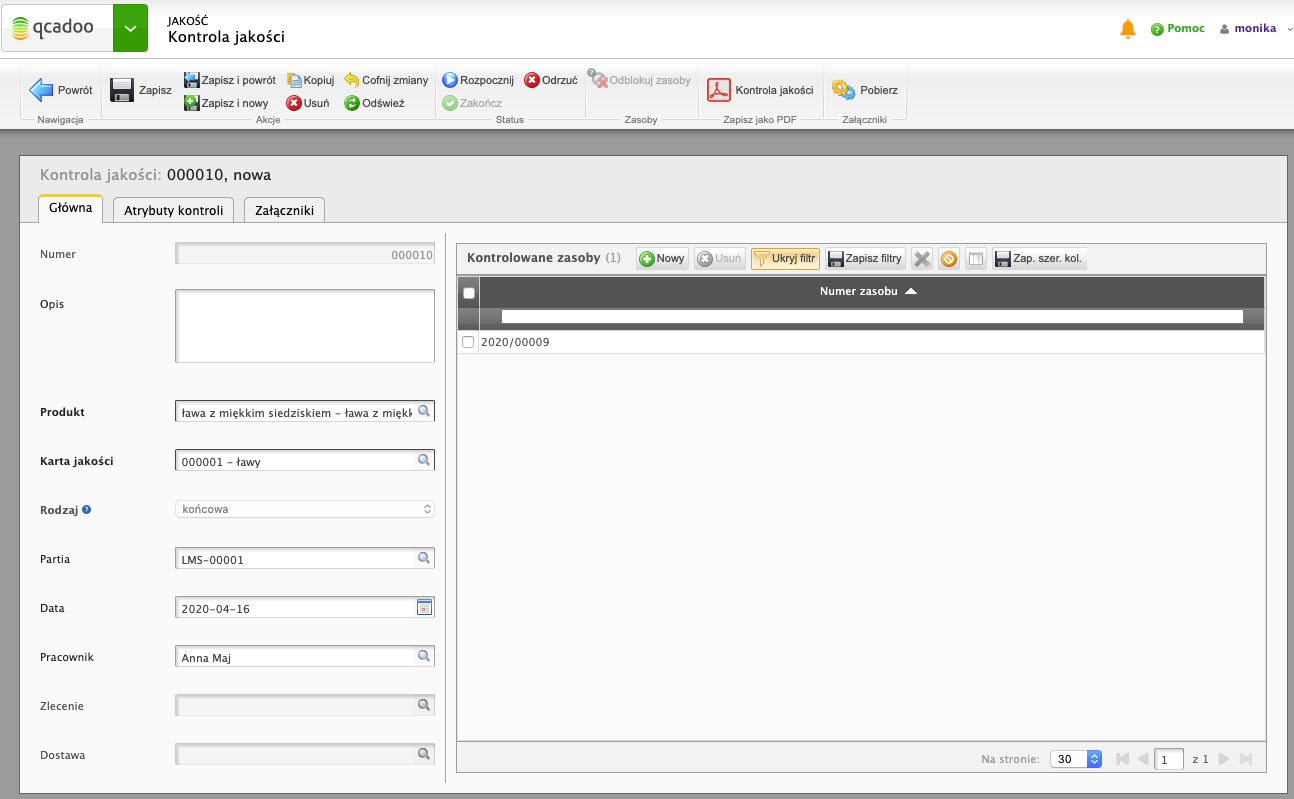 qcadoo
JAKOŚĆ
Kontrola jakości
Pomoc
monika
Powrót
Nawigacja
Zapisz
Zapisz i powrót
Kopiuj
Cofnij zmiany
Zapisz i nowy
Usuń
Odśwież
Akcje
Rozpocznij
Odrzuć
Zakończ
Status
Odblokuj zasoby
Zasoby
Kontrola jakości
Zapisz jako PDF
Pobierz
Załączniki
Kontrola jakości: 000010, nowa
Główna
Atrybuty kontroli
Załączniki
Numer
000010
Opis
Produkt
ława z miękkim siedziskiem - ława z miękk
Karta jakości
000001 - ławy
Rodzaj
końcowa
Partia
LMS-00001
Data
2020-04-16
Pracownik
Anna Maj
Zlecenie
Dostawa
Kontrolowane zasoby (1)
Nowy
Usuń
Ukryj filtr
Zapisz filtry
Zap. szer. kol.
Numer zasobu
2020/00009
Na stronie:
30
1
z 1